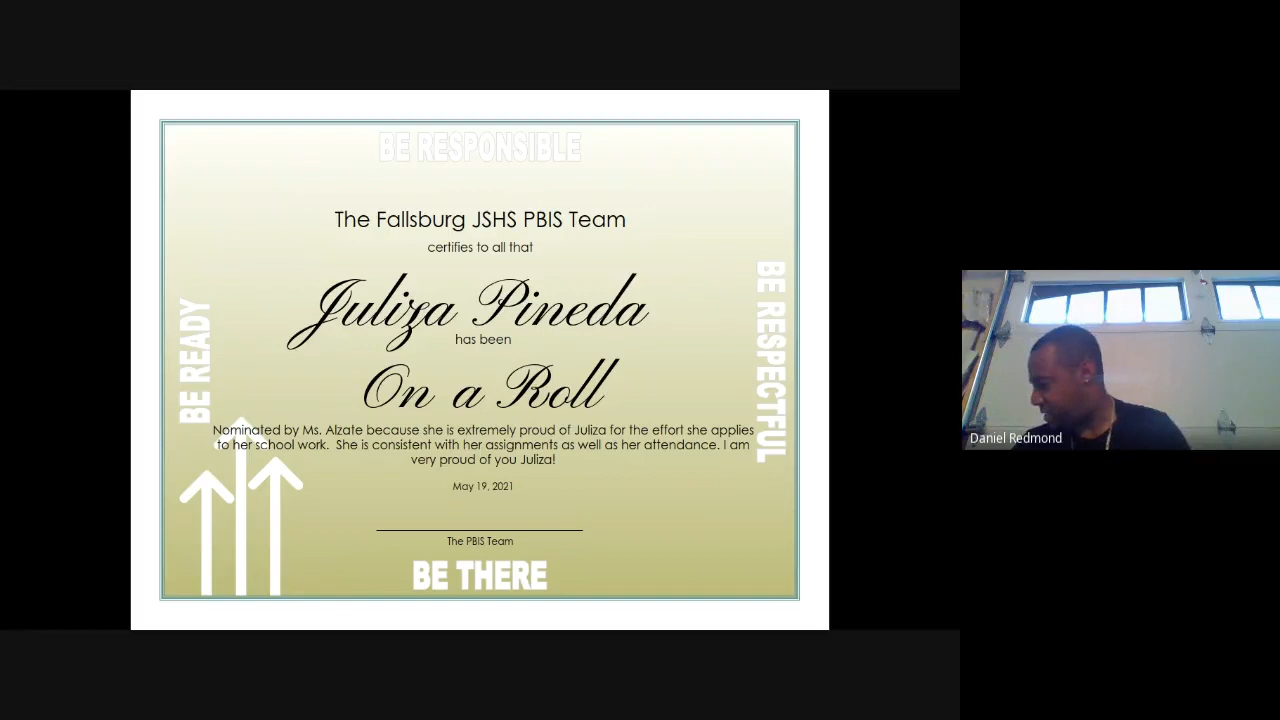 BE RESPONSIBLE
The Fallsburg JSHS PBIS Team
certifies to all that
Juliza Pineda
has been
On a Roll
Nominated by Ms. Alzate because she is extremely proud of Juliza for the effort she applies
to her school work.  She is consistent with her assignments as well as her attendance. I am
very proud of you Juliza!
May 19, 2021
The PBIS Team
BE THERE
BE READY
BE RESPECTFUL
Daniel Redmond